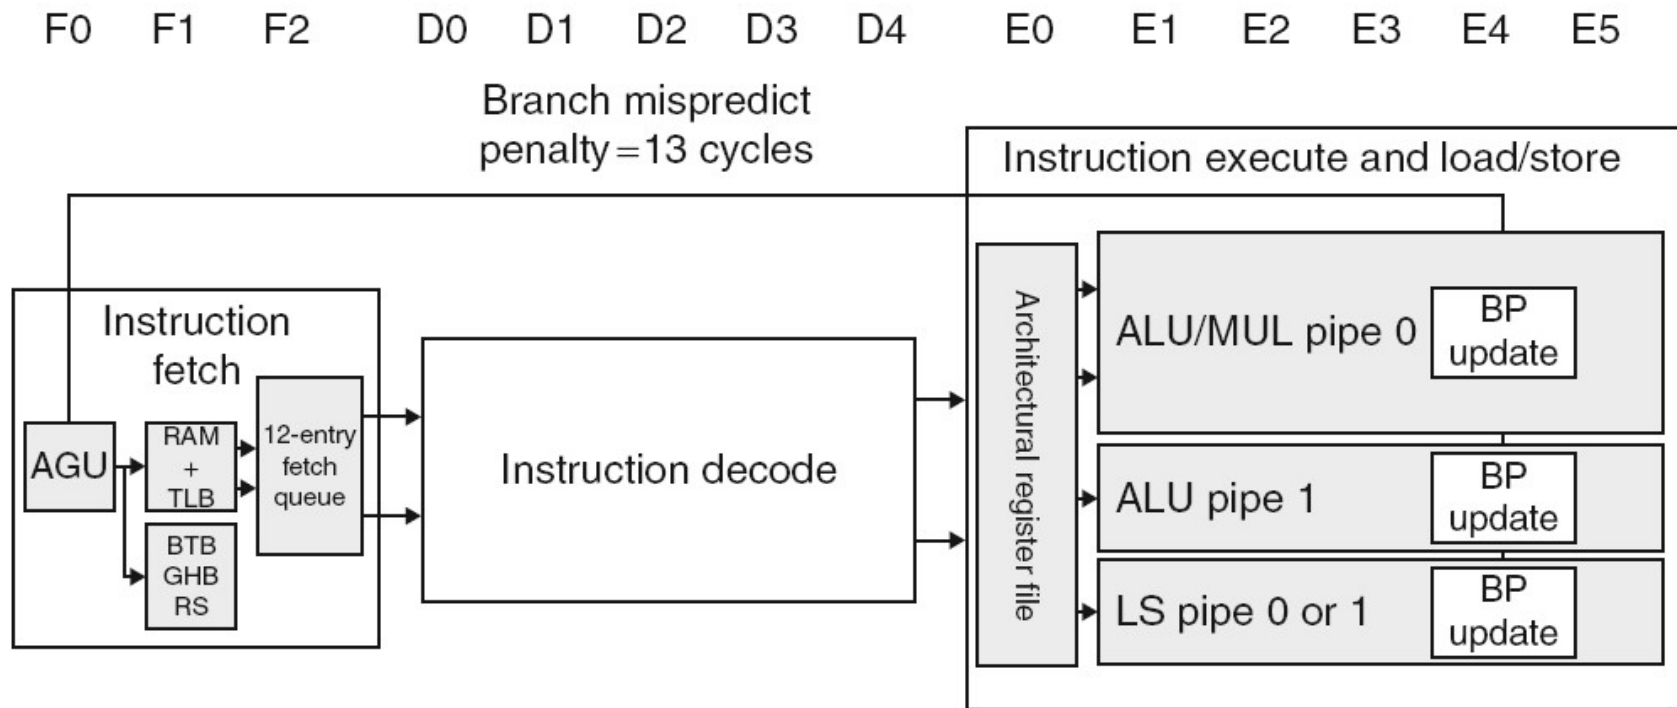 F0 F1 F2 D0 D1 D2 D3 D4 E0 E1 E2 E3 E4 E5
Branch mispredict
penalty=13 cycles
Instruction execute and load/store
Instruction
fetch
AGU
RAM
+
TLB
BTB
GHB
RS
12-entry
fetch
queue
Instruction decode
Architectural register file
ALU/MUL pipe 0
BP
update
ALU pipe 1
BP
update
LS pipe 0 or 1
BP
update